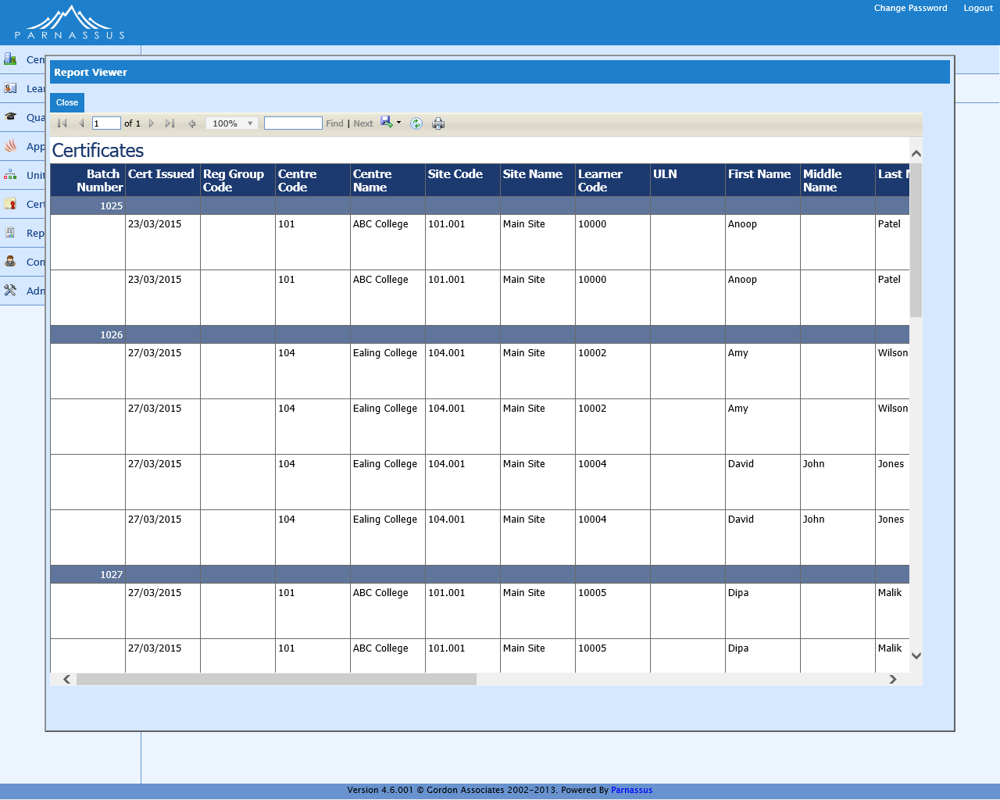 Change Password Logout
PARNASSUS
Cen
Report Viewer
Lear
Close
Qua
1 of 1 100% Find | Next
App
Certificates
Batch Number Cert Issued Reg Group Code Centre Code Centre Name Site Code Site Name Learner Code ULN First Name Middle Name Last N
Unit
1025
Cert
23/03/2015 101 ABC College 101.001 Main Site 10000 Anoop Patel
Rep
Con
23/03/2015 101 ABC College 101.001 Main Site 10000 Anoop Patel
Adn
1026
27/03/2015 104 Ealing College 104.001 Main Site 10002 Amy Wilson
27/03/2015 104 Ealing College 104.001 Main Site 10002 Amy Wilson
27/03/2015 104 Ealing College 104.001 Main Site 10004 David John Jones
27/03/2015 104 Ealing College 104.001 Main Site 10004 David John Jones
1027
27/03/2015 101 ABC College 101.001 Main Site 10005 Dipa Malik
27/03/2015 101 ABC College 101.001 Main Site 10005 Dipa Malik
Version 4.6.001 © Gordon Associates 2002-2013. Powered By Parnassus